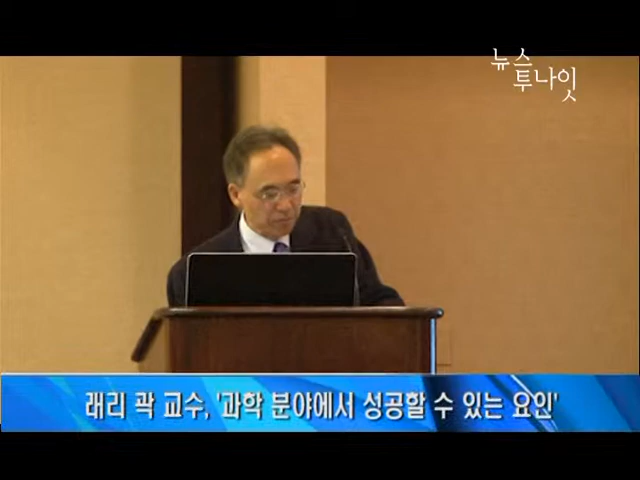 뉴스
투나잇
래리 곽 교수, '과학 분야에서 성공할 수 있는 요인'